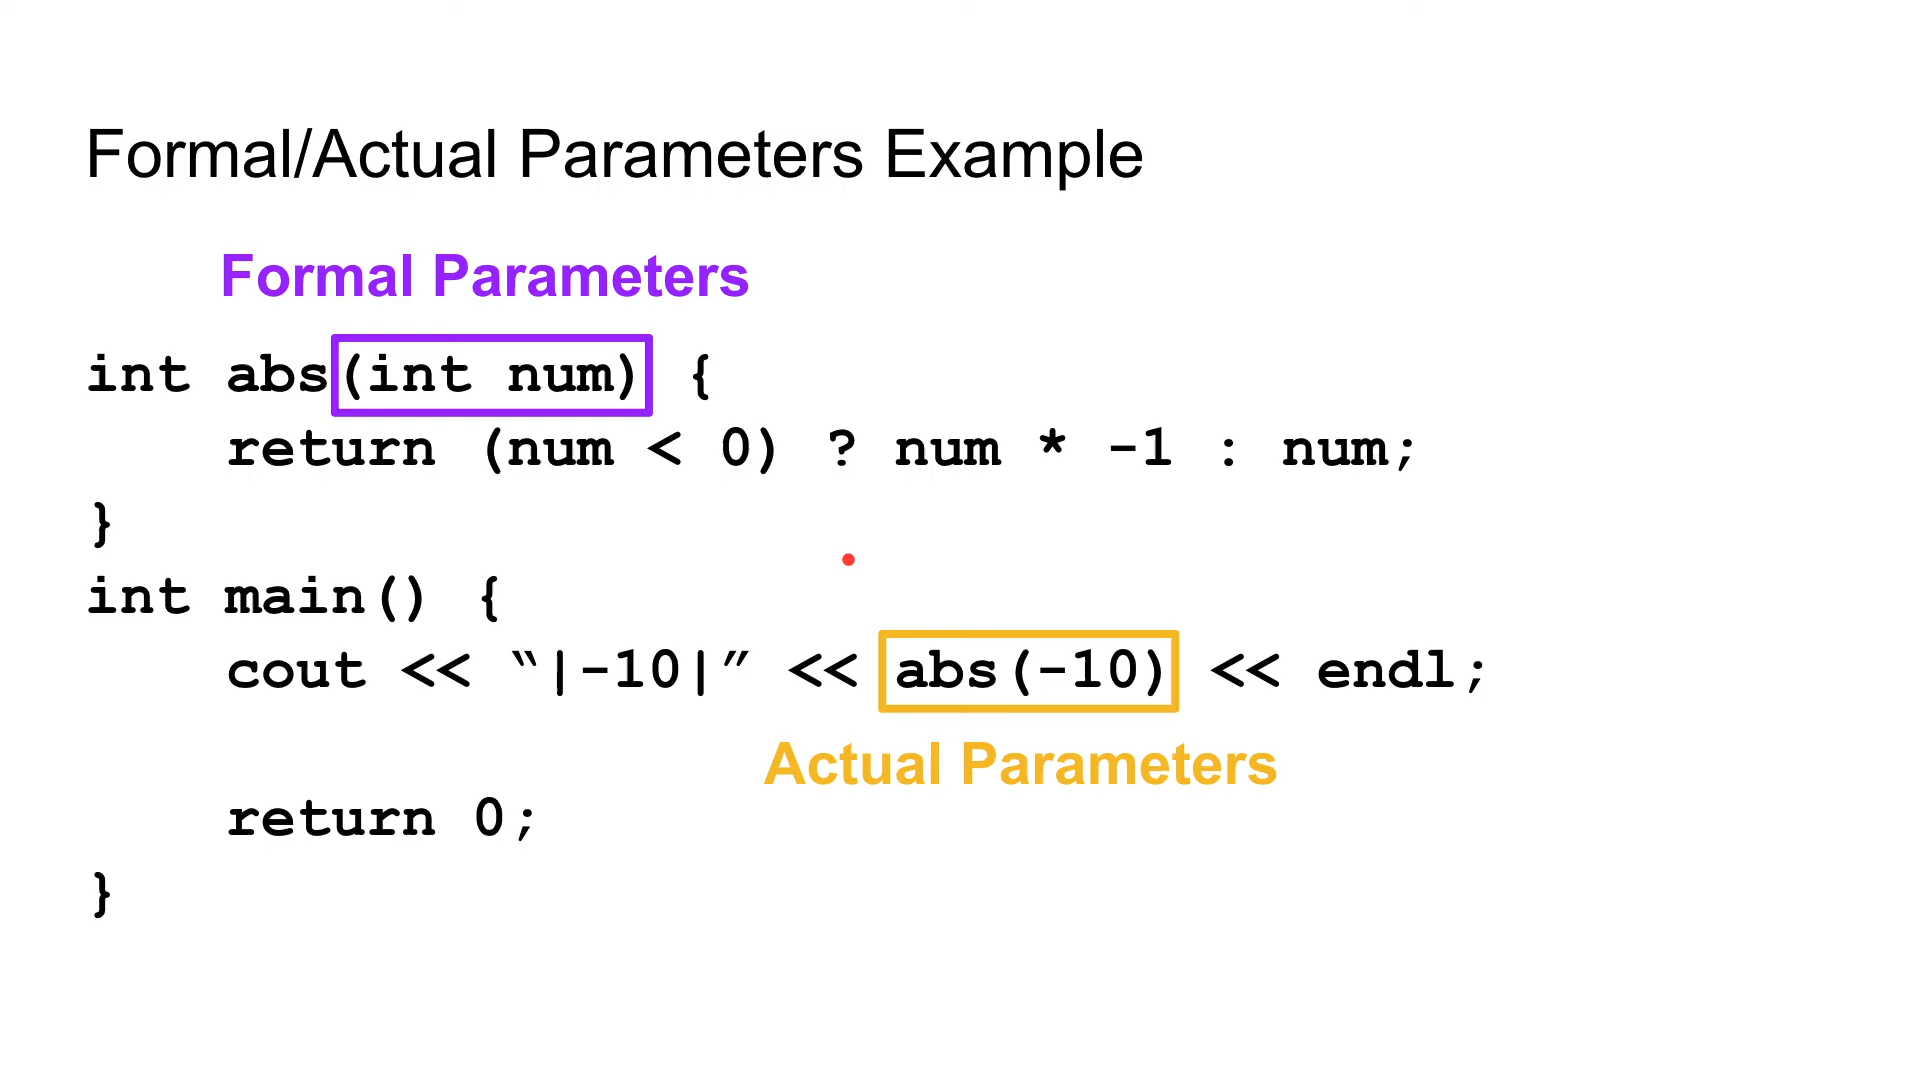 Formal/Actual Parameters Example
Formal Parameters
int abs(int num) {
return (num < 0) ? num * -1 : num;
}
int main() {
cout << “|-10|” << abs(-10) << endl;
Actual Parameters
return 0;
}